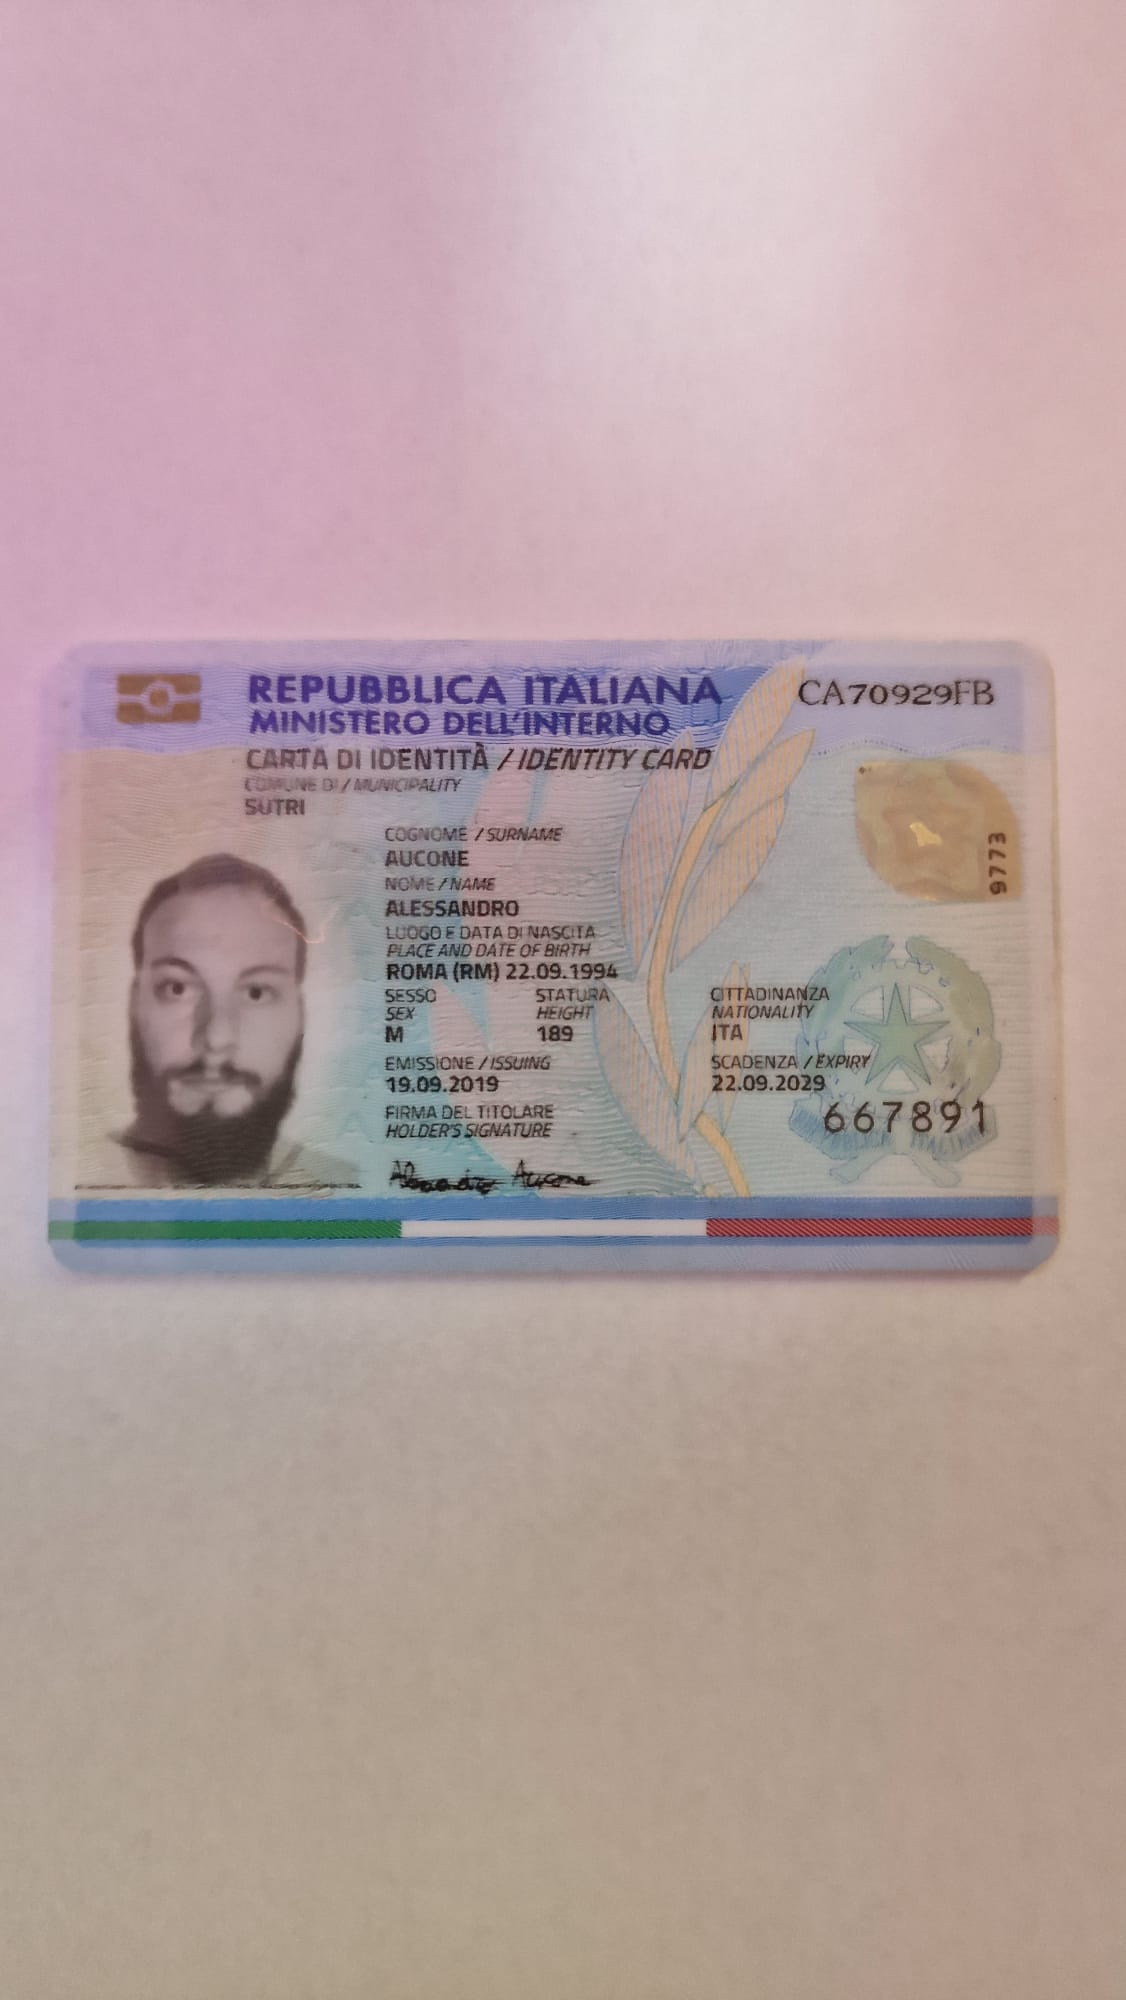 REPUBBLICA ITALIANA
CA70929FB
MINISTERO DELL'INTERNO
CARTA DI IDENTITÀ / IDENTITY CARD
COMUNE DI / MUNICIPALITY
SUTRI
COGNOME / SURNAME
AUCONE
NOME / NAME
ALESSANDRO
LUOGO E DATA DI NASCITA
PLACE AND DATE OF BIRTH
ROMA (RM) 22.09.1994
SESSO
SEX
M
STATURA
HEIGHT
189
CITTADINANZA
NATIONALITY
ITA
EMISSIONE / ISSUING
19.09.2019
SCADENZA / EXPIRY
22.09.2029
FIRMA DEL TITOLARE
HOLDER'S SIGNATURE
Alessandro Aucone
667891
9773